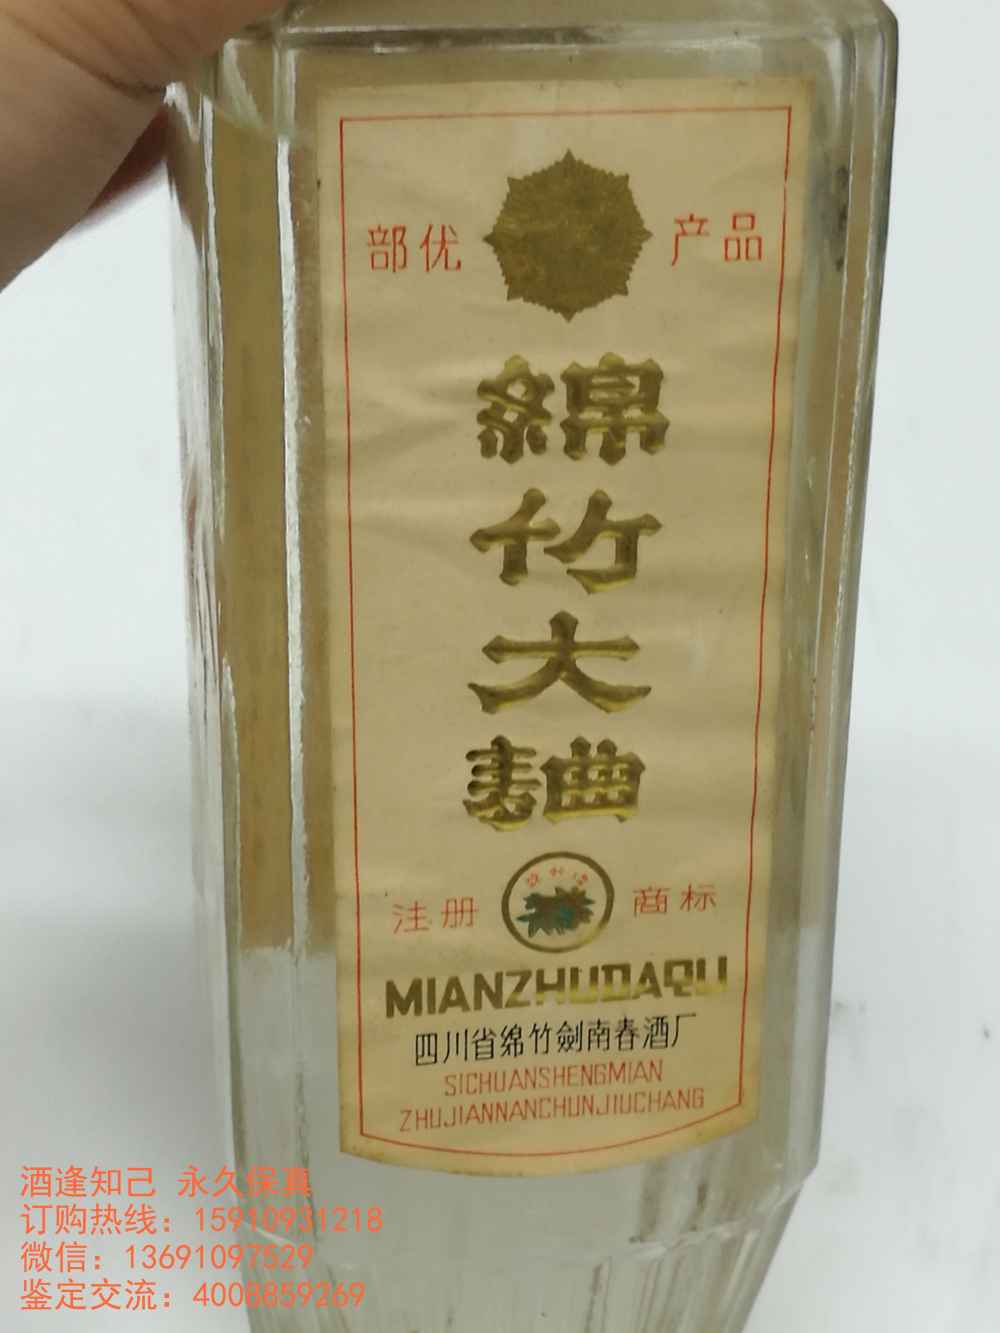 部优 产品
綿竹大麯
注册 商标
MIANZHUDAQU
四川省绵竹剑南春酒厂
SICHUANSHENGMIAN
ZHUJIANNANCHUNJIUCHANG
酒逢知己 永久保真
订购热线：15910931218
微信：13691097529
鉴定交流：4008859269